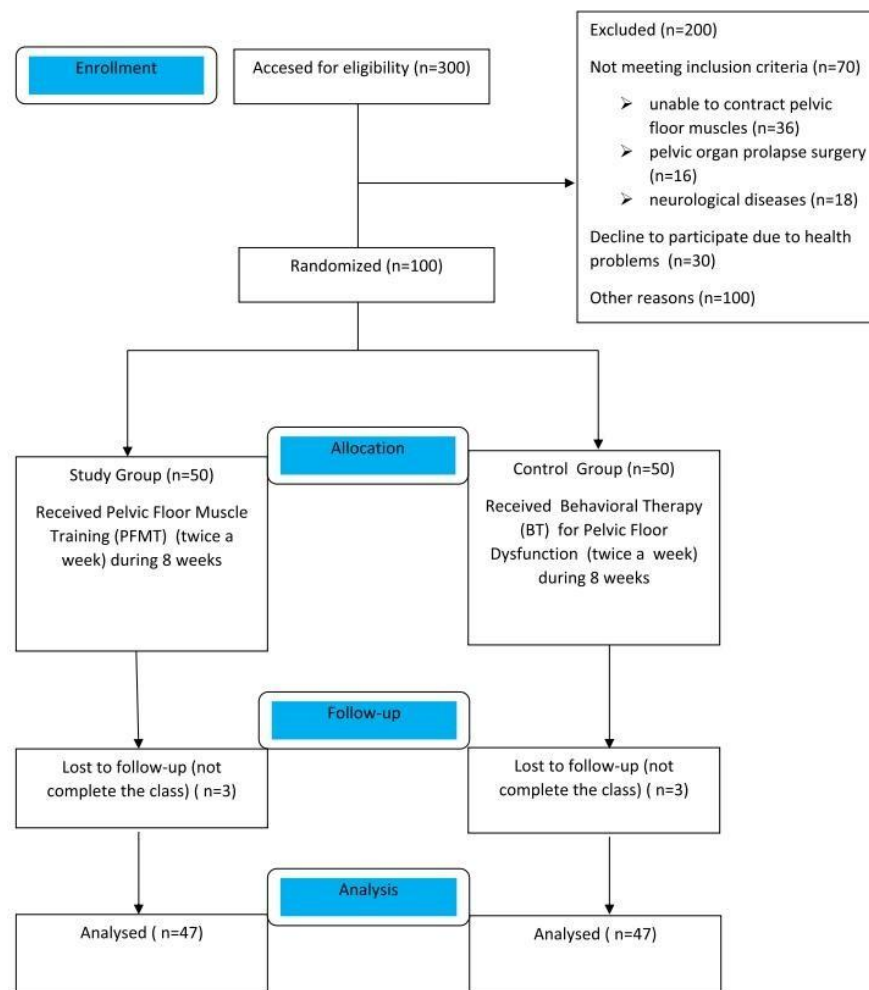 Enrollment
Accesed for eligibility (n=300)
Excluded (n=200)
Not meeting inclusion criteria (n=70)
➢ unable to contract pelvic
floor muscles (n=36)
➢ pelvic organ prolapse surgery
(n=16)
➢ neurological diseases (n=18)
Decline to participate due to health
problems (n=30)
Other reasons (n=100)
Randomized (n=100)
Allocation
Study Group (n=50)
Received Pelvic Floor Muscle
Training (PFMT) (twice a
week) during 8 weeks
Control Group (n=50)
Received Behavioral Therapy
(BT) for Pelvic Floor
Dysfunction (twice a week)
during 8 weeks
Follow-up
Lost to follow-up (not
complete the class) ( n=3)
Lost to follow-up (not
complete the class) ( n=3)
Analysis
Analysed ( n=47)
Analysed ( n=47)